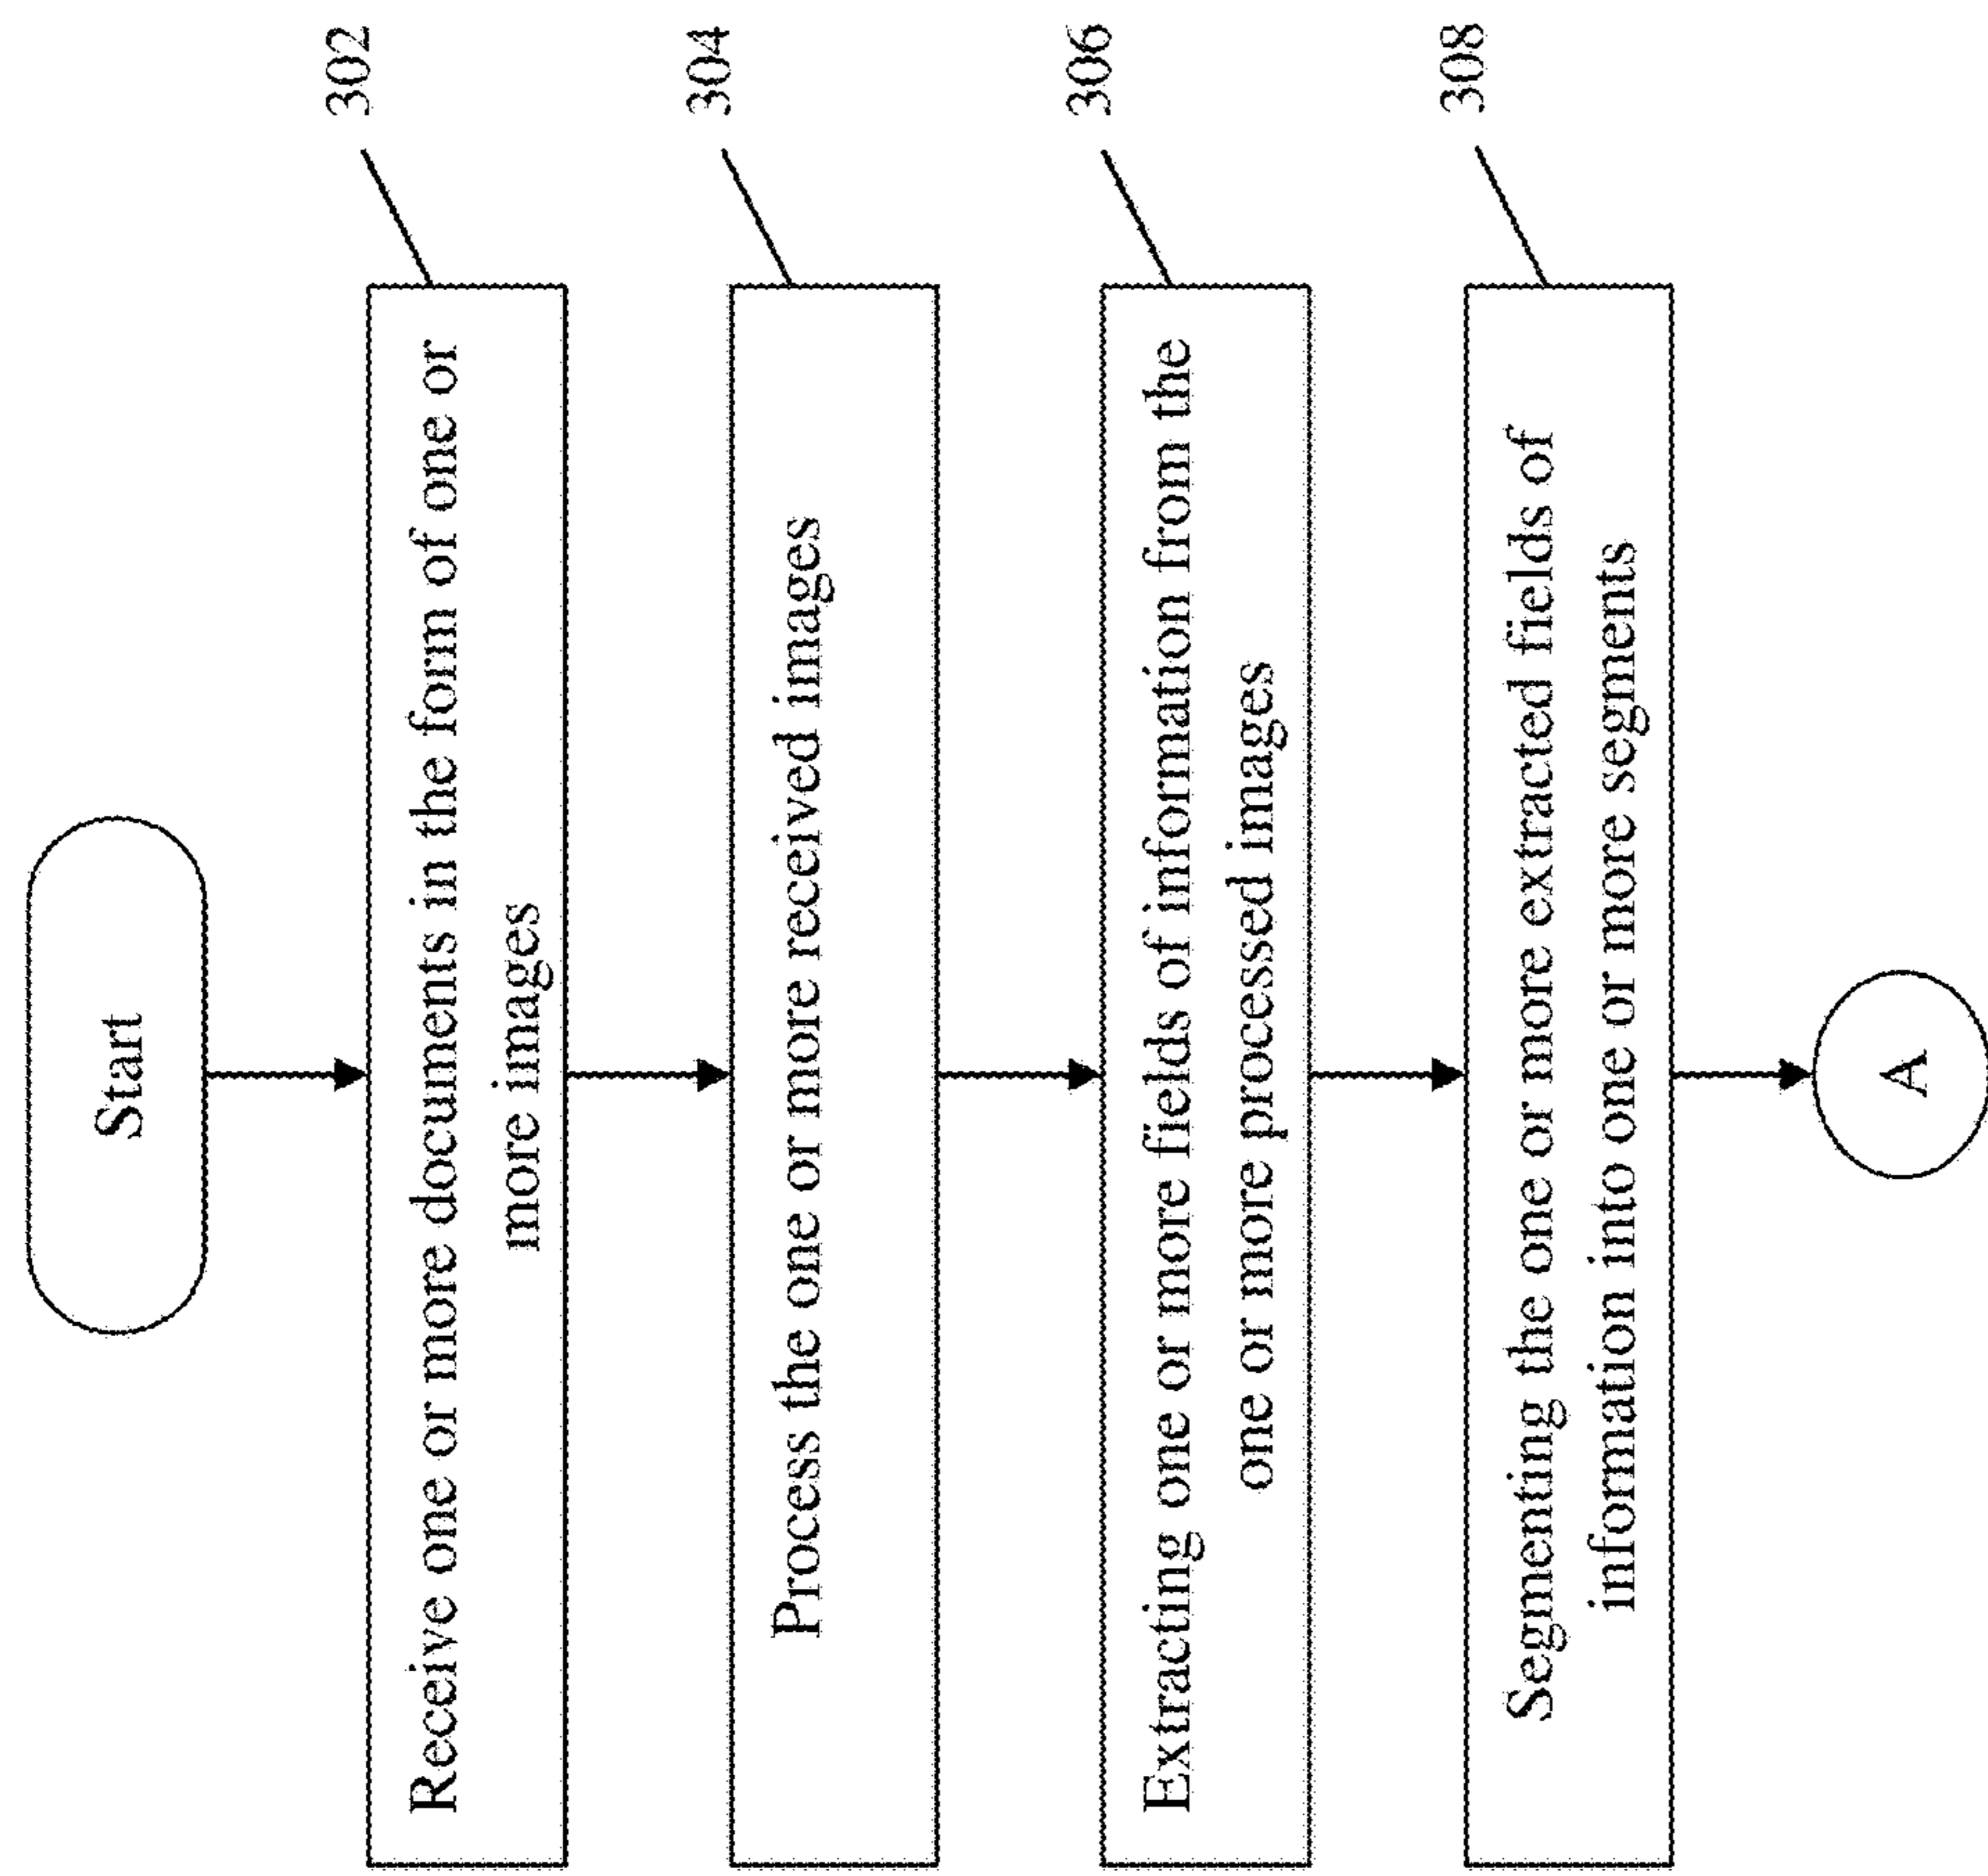 Start
302
Receive one or more documents in the form of one or
more images
304
Process the one or more received images
306
Extracting one or more fields of information from the
one or more processed images
308
Segmenting the one or more extracted fields of
information into one or more segments
A